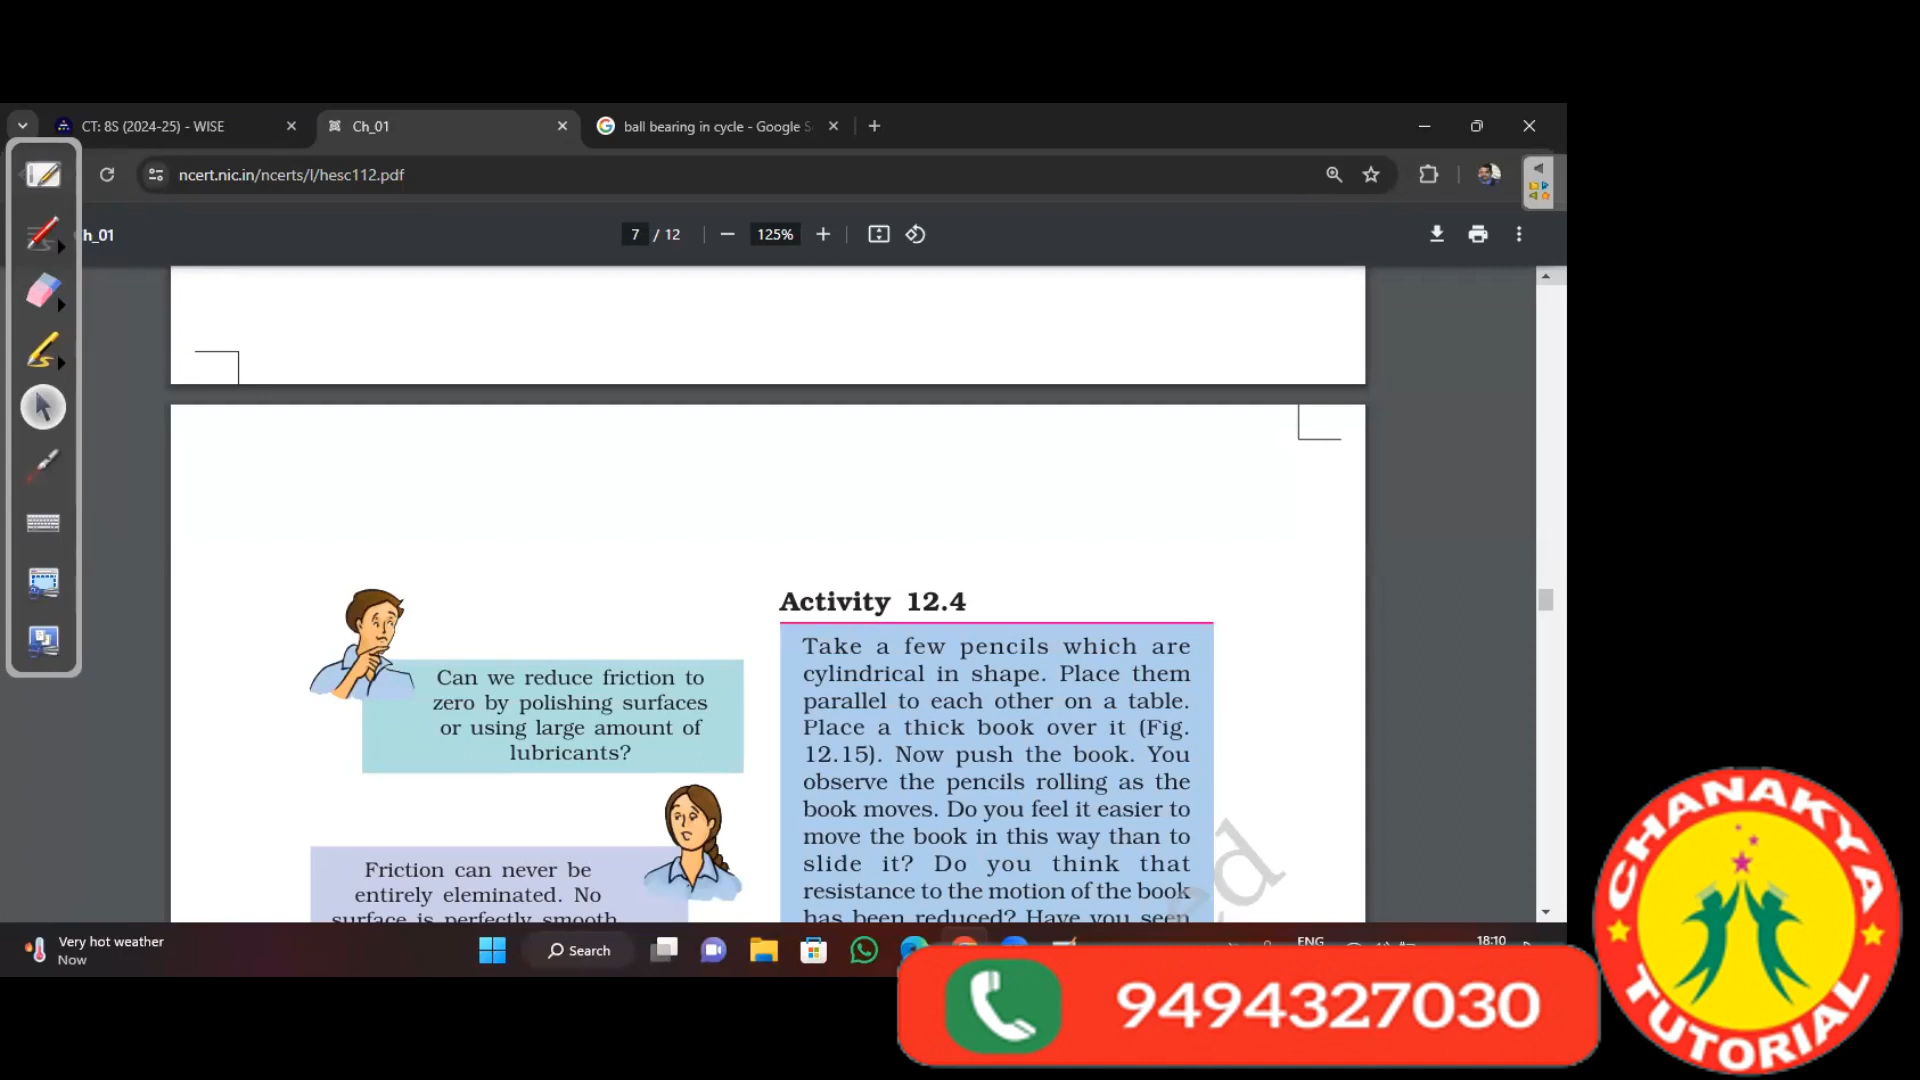 CT: 8S (2024-25) - WISE
Ch_01
ball bearing in cycle - Google S
ncert.nic.in/ncerts/l/hesc112.pdf
h_01
7 / 12
125%
Activity 12.4
Can we reduce friction to
zero by polishing surfaces
or using large amount of
lubricants?
Friction can never be
entirely eleminated. No
surface is perfectly smooth
Take a few pencils which are
cylindrical in shape. Place them
parallel to each other on a table.
Place a thick book over it (Fig.
12.15). Now push the book. You
observe the pencils rolling as the
book moves. Do you feel it easier to
move the book in this way than to
slide it? Do you think that
resistance to the motion of the book
has been reduced? Have you seen
ed
Very hot weather
Now
Search
ENG
18:10
9494327030
CHANAKYA
TUTORIAL